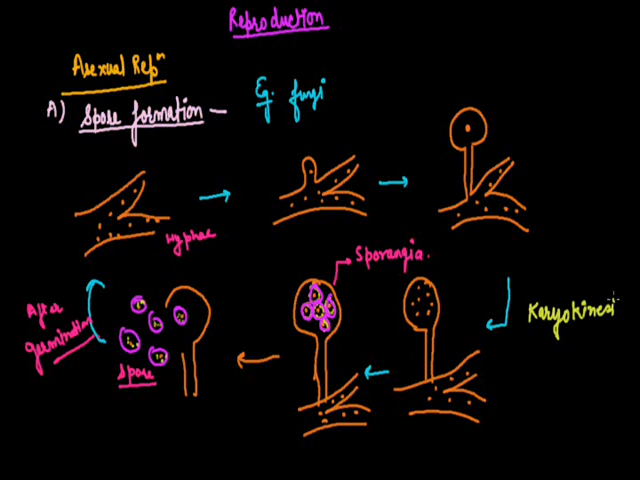 Reproduction
Asexual Repⁿ
A) Spore formation —
Eg. fungi
Hyphae
Sporangia.
After germination
Karyokinesi
Spore